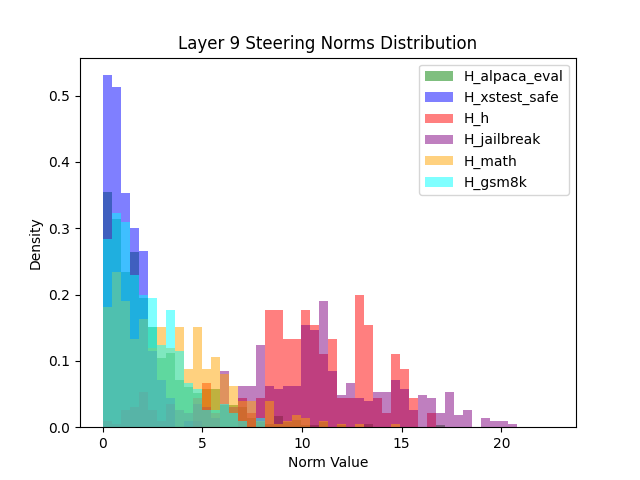 Layer 9 Steering Norms Distribution
H_alpaca_eval
H_xstest_safe
H_h
H_jailbreak
H_math
H_gsm8k
Density
0.5
0.4
0.3
0.2
0.1
0.0
0
5
10
15
20
Norm Value